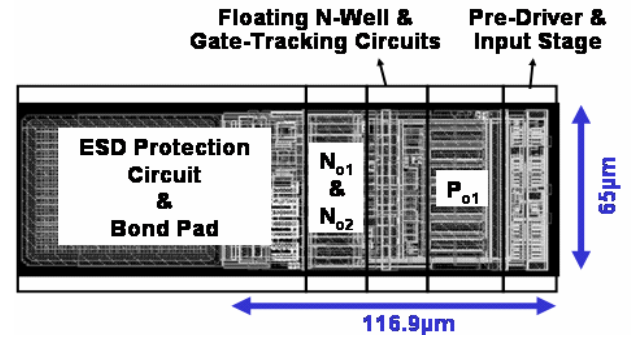 Floating N-Well &
Gate-Tracking Circuits
Pre-Driver &
Input Stage
ESD Protection
Circuit
&
Bond Pad
No1
&
No2
Po1
65µm
116.9µm